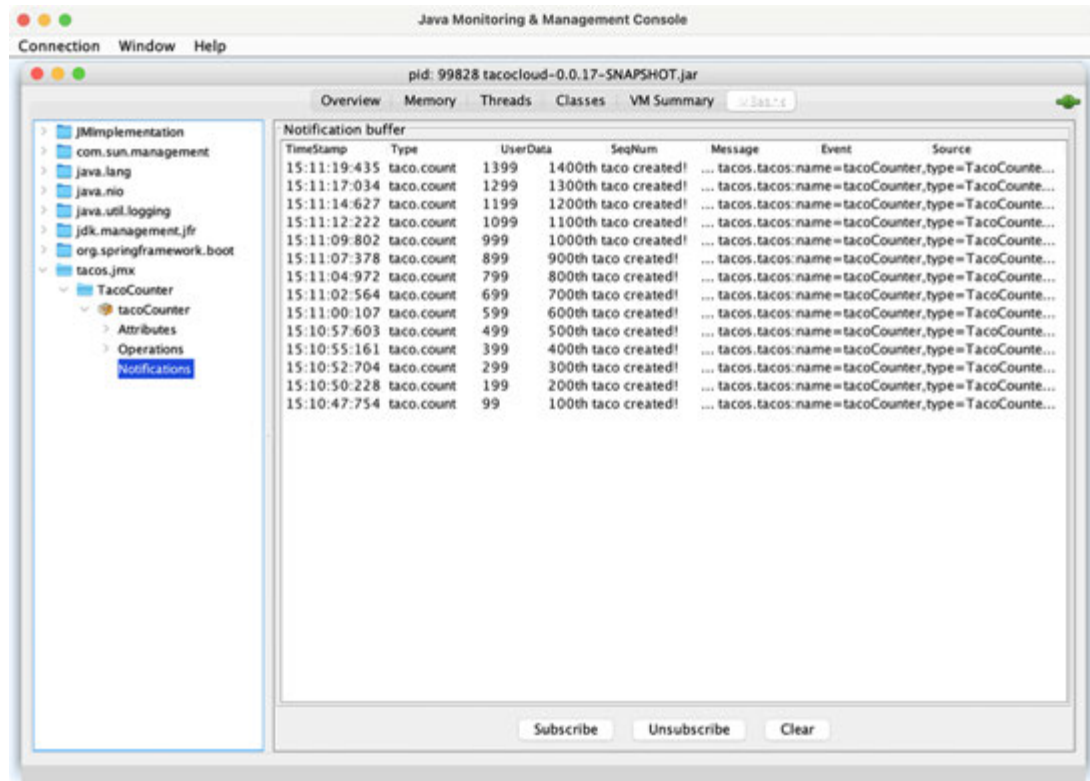 Java Monitoring & Management Console
Connection Window Help
pid: 99828 tacocloud-0.0.17-SNAPSHOT.jar
Overview Memory Threads Classes VM Summary MBeans
JMImplementation
com.sun.management
java.lang
java.nio
java.util.logging
jdk.management.jfr
org.springframework.boot
tacos.jmx
TacoCounter
tacoCounter
Attributes
Operations
Notifications
Notification buffer
TimeStamp Type UserData SeqNum Message Event Source
15:11:19:435 taco.count 1399 1400th taco created! ... tacos.tacos:name=tacoCounter,type=TacoCounte...
15:11:17:034 taco.count 1299 1300th taco created! ... tacos.tacos:name=tacoCounter,type=TacoCounte...
15:11:14:627 taco.count 1199 1200th taco created! ... tacos.tacos:name=tacoCounter,type=TacoCounte...
15:11:12:222 taco.count 1099 1100th taco created! ... tacos.tacos:name=tacoCounter,type=TacoCounte...
15:11:09:802 taco.count 999 1000th taco created! ... tacos.tacos:name=tacoCounter,type=TacoCounte...
15:11:07:378 taco.count 899 900th taco created! ... tacos.tacos:name=tacoCounter,type=TacoCounte...
15:11:04:972 taco.count 799 800th taco created! ... tacos.tacos:name=tacoCounter,type=TacoCounte...
15:11:02:564 taco.count 699 700th taco created! ... tacos.tacos:name=tacoCounter,type=TacoCounte...
15:11:00:107 taco.count 599 600th taco created! ... tacos.tacos:name=tacoCounter,type=TacoCounte...
15:10:57:603 taco.count 499 500th taco created! ... tacos.tacos:name=tacoCounter,type=TacoCounte...
15:10:55:161 taco.count 399 400th taco created! ... tacos.tacos:name=tacoCounter,type=TacoCounte...
15:10:52:704 taco.count 299 300th taco created! ... tacos.tacos:name=tacoCounter,type=TacoCounte...
15:10:50:228 taco.count 199 200th taco created! ... tacos.tacos:name=tacoCounter,type=TacoCounte...
15:10:47:754 taco.count 99 100th taco created! ... tacos.tacos:name=tacoCounter,type=TacoCounte...
Subscribe Unsubscribe Clear